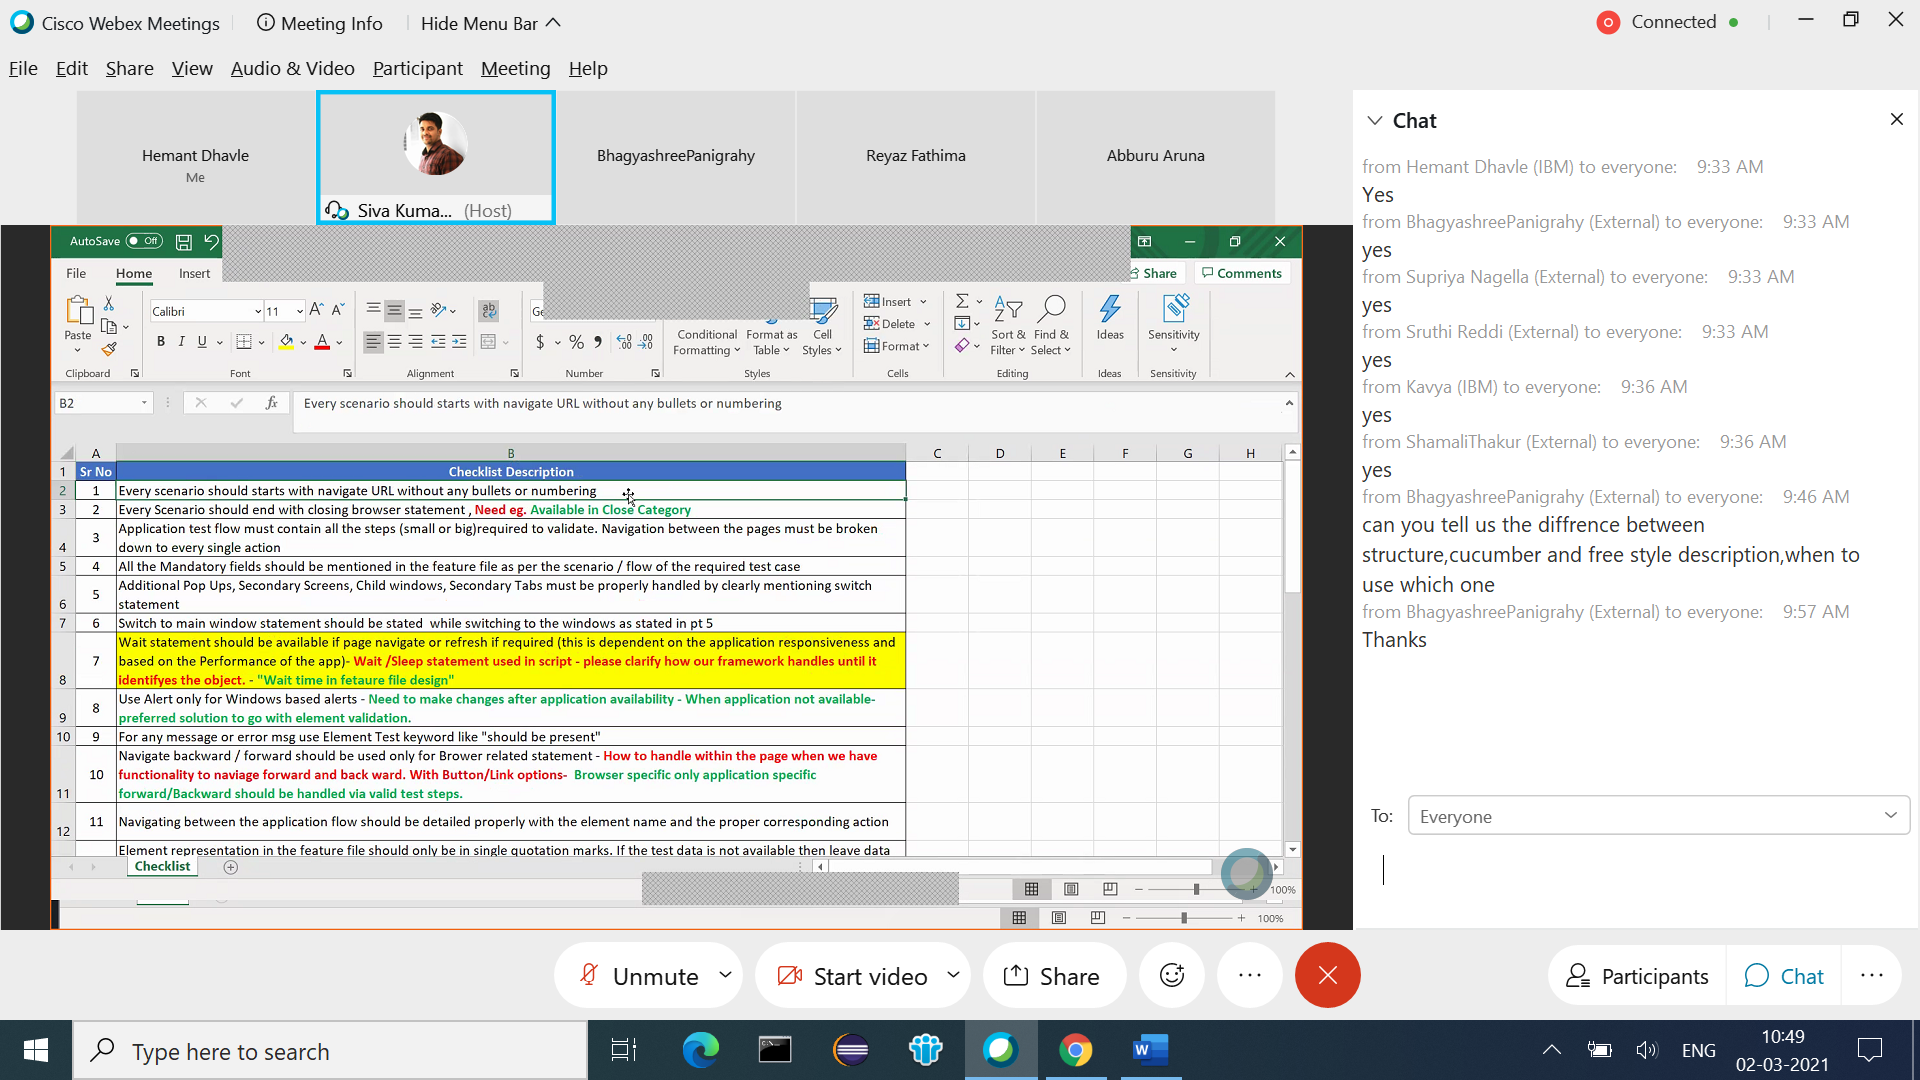 Cisco Webex Meetings
Meeting Info
Hide Menu Bar
Connected
File Edit Share View Audio & Video Participant Meeting Help
Hemant Dhavle
Me
Siva Kuma... (Host)
BhagyashreePanigrahy
Reyaz Fathima
Abburu Aruna
AutoSave Off
File Home Insert
Share Comments
Paste
Clipboard
Calibri 11
B I U
Font
Alignment
Ge
$ % 9
Number
Conditional Formatting
Format as Table
Cell Styles
Styles
Insert
Delete
Format
Cells
Sort & Filter
Find & Select
Editing
Ideas
Ideas
Sensitivity
Sensitivity
B2 fx Every scenario should starts with navigate URL without any bullets or numbering
A B C D E F G H
1 Sr No Checklist Description
2 1 Every scenario should starts with navigate URL without any bullets or numbering
3 2 Every Scenario should end with closing browser statement , Need eg. Available in Close Category
4 3 Application test flow must contain all the steps (small or big)required to validate. Navigation between the pages must be broken
down to every single action
5 4 All the Mandatory fields should be mentioned in the feature file as per the scenario / flow of the required test case
6 5 Additional Pop Ups, Secondary Screens, Child windows, Secondary Tabs must be properly handled by clearly mentioning switch
statement
7 6 Switch to main window statement should be stated while switching to the windows as stated in pt 5
8 7 Wait statement should be available if page navigate or refresh if required (this is dependent on the application responsiveness and
based on the Performance of the app)- Wait /Sleep statement used in script - please clarify how our framework handles until it
identifyes the object. - "Wait time in fetaure file design"
9 8 Use Alert only for Windows based alerts - Need to make changes after application availability - When application not available-
preferred solution to go with element validation.
10 9 For any message or error msg use Element Test keyword like "should be present"
11 10 Navigate backward / forward should be used only for Brower related statement - How to handle within the page when we have
functionality to naviage forward and back ward. With Button/Link options- Browser specific only application specific
forward/Backward should be handled via valid test steps.
12 11 Navigating between the application flow should be detailed properly with the element name and the proper corresponding action
Element representation in the feature file should only be in single quotation marks. If the test data is not available then leave data
Checklist
100%
100%
Chat
from Hemant Dhavle (IBM) to everyone: 9:33 AM
Yes
from BhagyashreePanigrahy (External) to everyone: 9:33 AM
yes
from Supriya Nagella (External) to everyone: 9:33 AM
yes
from Sruthi Reddi (External) to everyone: 9:33 AM
yes
from Kavya (IBM) to everyone: 9:36 AM
yes
from ShamaliThakur (External) to everyone: 9:36 AM
yes
from BhagyashreePanigrahy (External) to everyone: 9:46 AM
can you tell us the diffrence between
structure,cucumber and free style description,when to
use which one
from BhagyashreePanigrahy (External) to everyone: 9:57 AM
Thanks
To: Everyone
Unmute
Start video
Share
Participants
Chat
Type here to search
ENG
10:49
02-03-2021